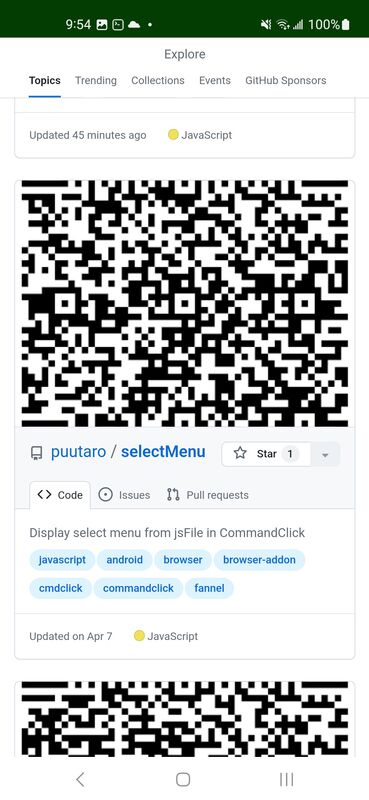 9:54 100%
Explore
Topics Trending Collections Events GitHub Sponsors
Updated 45 minutes ago JavaScript
puutaro / selectMenu Star 1
Code Issues Pull requests
Display select menu from jsFile in CommandClick
javascript android browser browser-addon
cmdclick commandclick fannel
Updated on Apr 7 JavaScript